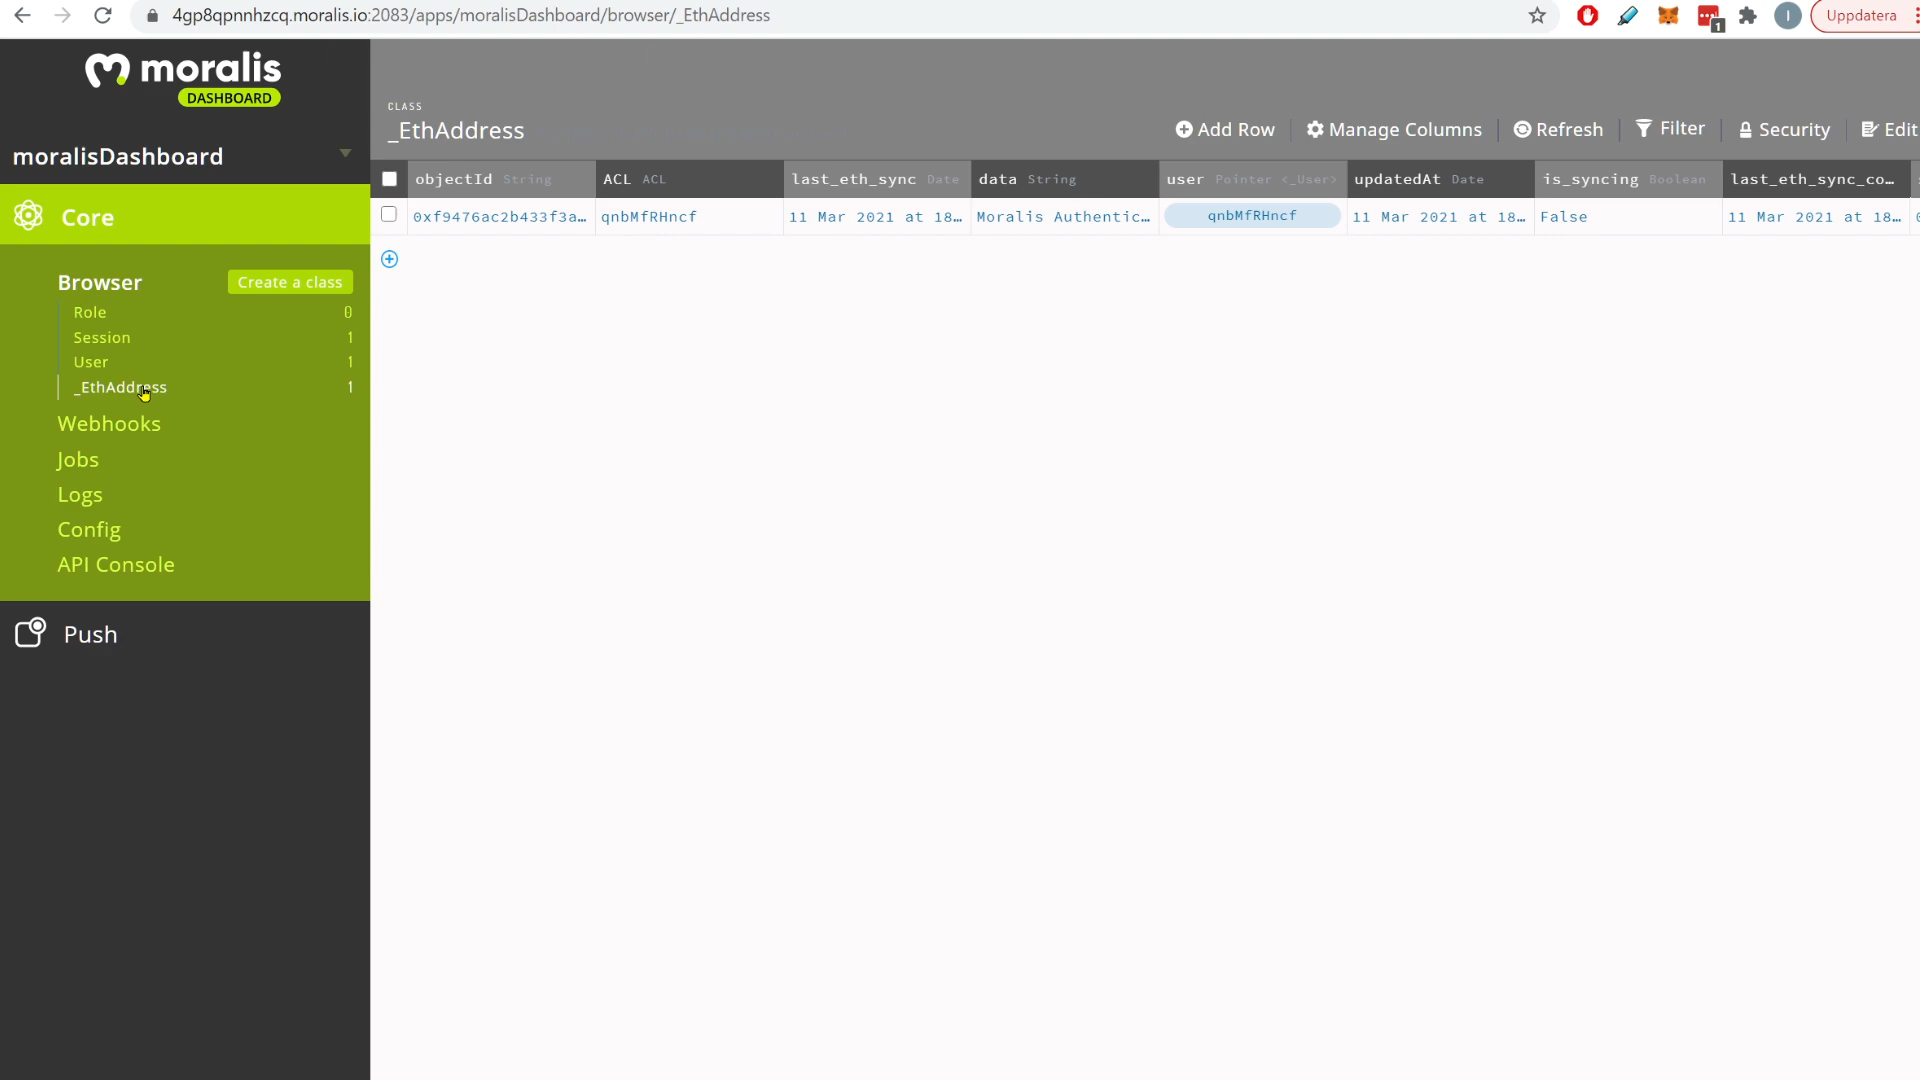 4gp8qpnnhzcq.moralis.io:2083/apps/moralisDashboard/browser/_EthAddress
1
I
Uppdatera
moralis
DASHBOARD
moralisDashboard
Core
Browser
Create a class
Role 0
Session 1
User 1
_EthAddress 1
Webhooks
Jobs
Logs
Config
API Console
Push
CLASS
_EthAddress
Add Row
Manage Columns
Refresh
Filter
Security
Edit
objectId String ACL ACL last_eth_sync Date data String user Pointer <_User> updatedAt Date is_syncing Boolean last_eth_sync_co…
0xf9476ac2b433f3a… qnbMfRHncf 11 Mar 2021 at 18… Moralis Authentic… qnbMfRHncf 11 Mar 2021 at 18… False 11 Mar 2021 at 18…